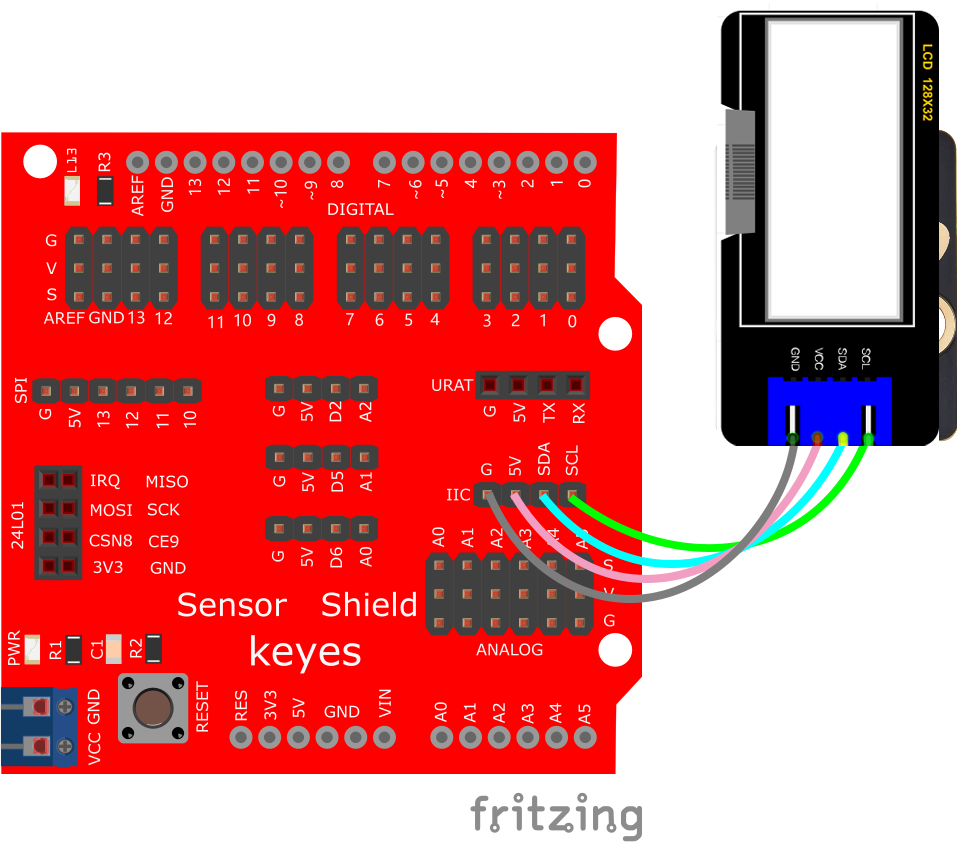 LCD 128X32
GND VCC SDA SCL
L13 R3
AREF GND 13 12 11 ~10 ~9 8 7 ~6 ~5 4 ~3 2 1 0
DIGITAL
G
V
S
AREF GND 13 12 11 10 9 8 7 6 5 4 3 2 1 0
SPI
G 5V 13 12 11 10
G 5V D2 A2
URAT
G 5V TX RX
G 5V D5 A1
G 5V SDA SCL
IIC
24L01
IRQ MISO
MOSI SCK
CSN8 CE9
3V3 GND
G 5V D6 A0
A0 A1 A2 A3 A4 A5
S
V
G
ANALOG
Sensor Shield
keyes
PWR R1 C1 R2
GND
VCC
RESET
RES 3V3 5V GND VIN
A0 A1 A2 A3 A4 A5
fritzing